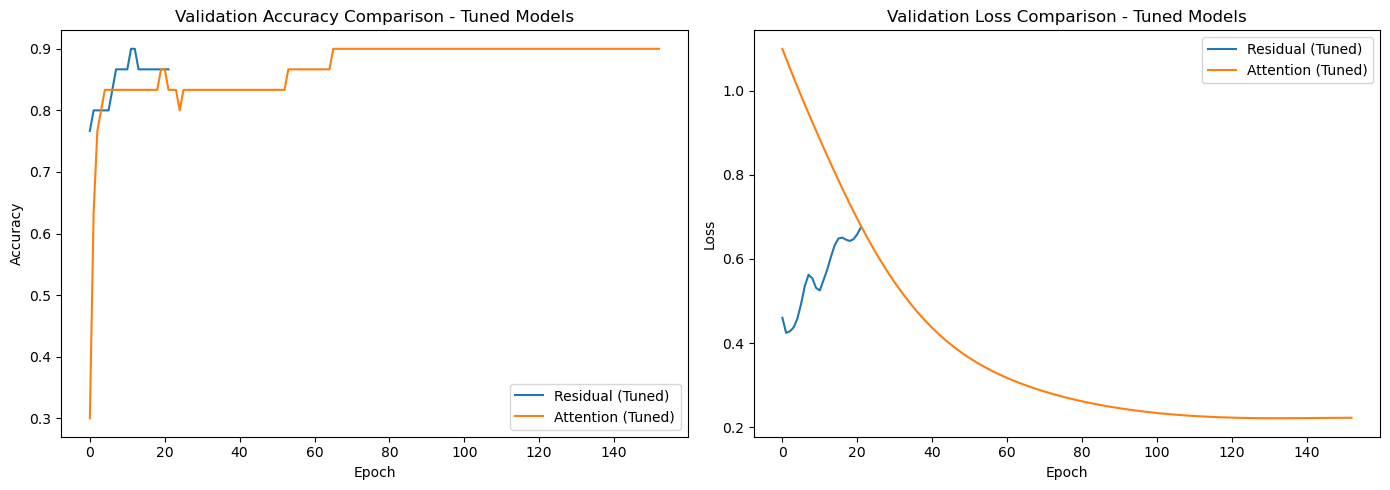 Validation Accuracy Comparison - Tuned Models
Accuracy
0.9
0.8
0.7
0.6
0.5
0.4
0.3
0
20
40
60
80
100
120
140
Epoch
Residual (Tuned)
Attention (Tuned)
Validation Loss Comparison - Tuned Models
Loss
1.0
0.8
0.6
0.4
0.2
0
20
40
60
80
100
120
140
Epoch
Residual (Tuned)
Attention (Tuned)